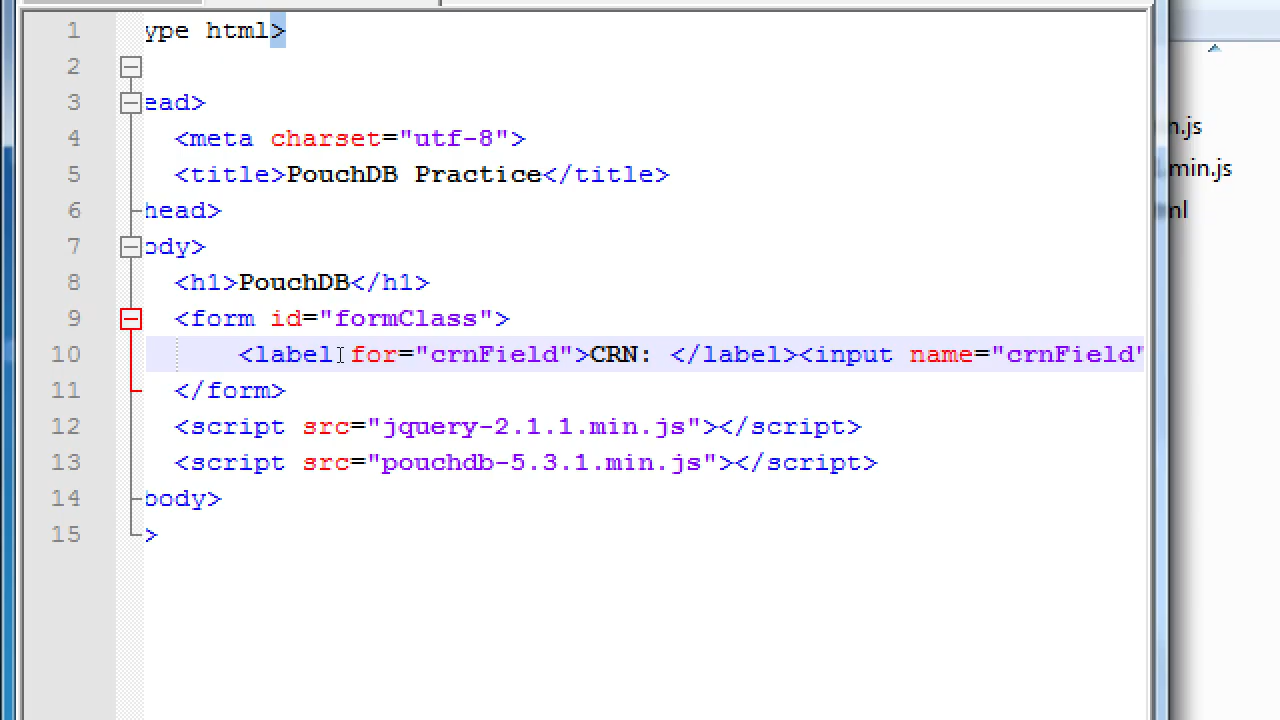 1 ype html>
2
3 ead>
4 <meta charset="utf-8">
5 <title>PouchDB Practice</title>
6 head>
7 ody>
8 <h1>PouchDB</h1>
9 <form id="formClass">
10 <label for="crnField">CRN: </label><input name="crnField"
11 </form>
12 <script src="jquery-2.1.1.min.js"></script>
13 <script src="pouchdb-5.3.1.min.js"></script>
14 body>
15 >
n.js
.min.js
ml